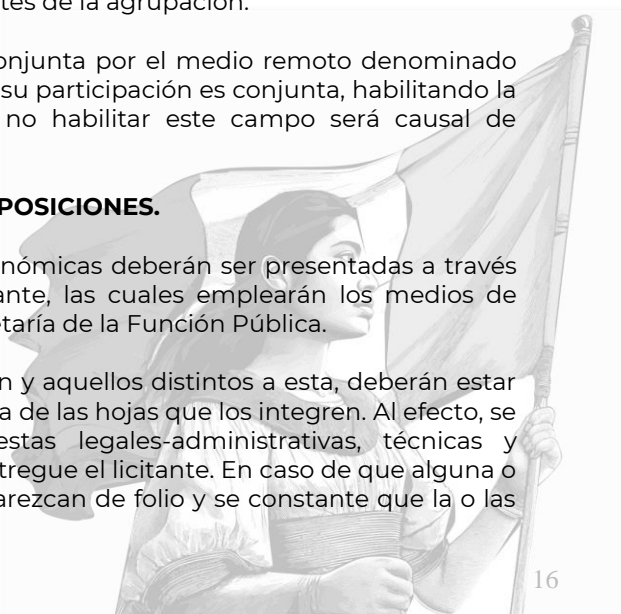 tes de la agrupación.
onjunta por el medio remoto denominado
su participación es conjunta, habilitando la
no habilitar este campo será causal de
POSICIONES.
nómicas deberán ser presentadas a través
ante, las cuales emplearán los medios de
etaría de la Función Pública.
n y aquellos distintos a esta, deberán estar
a de las hojas que los integren. Al efecto, se
estas legales-administrativas, técnicas y
tregue el licitante. En caso de que alguna o
arezcan de folio y se constante que la o las
16